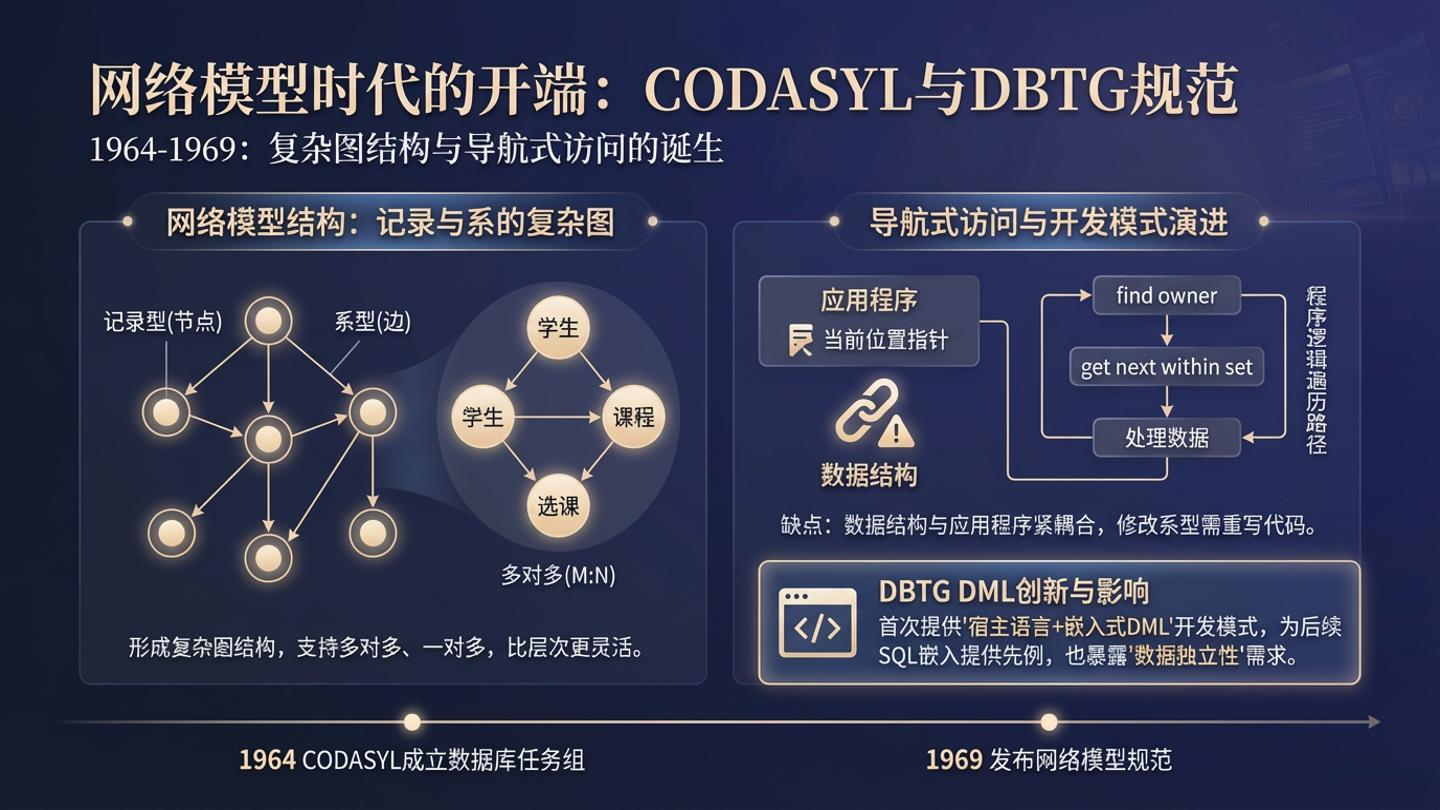 网络模型时代的开端：CODASYL与DBTG规范
1964-1969：复杂图结构与导航式访问的诞生
网络模型结构：记录与系的复杂图
记录型(节点)
系型(边)
学生
学生
课程
选课
多对多(M:N)
形成复杂图结构，支持多对多、一对多，比层次更灵活。
导航式访问与开发模式演进
应用程序
当前位置指针
数据结构
find owner
get next within set
处理数据
程序逻辑遍历路径
缺点：数据结构与应用程序紧耦合，修改系型需重写代码。
DBTG DML创新与影响
首次提供'宿主语言+嵌入式DML'开发模式，为后续
SQL嵌入提供先例，也暴露'数据独立性'需求。
1964 CODASYL成立数据库任务组
1969 发布网络模型规范